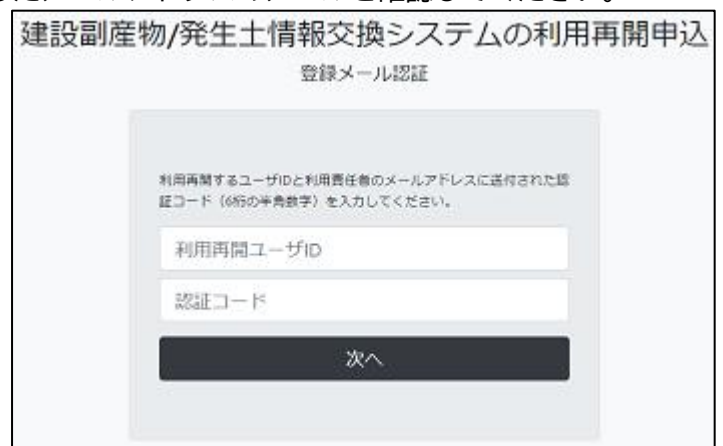 建設副産物/発生土情報交換システムの利用再開申込
登録メール認証
利用再開するユーザIDと利用責任者のメールアドレスに送付された認
証コード（6桁の半角数字）を入力してください。
利用再開ユーザID
認証コード
次へ